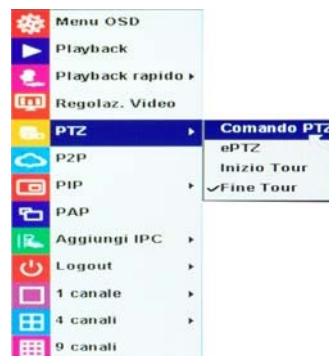 Menu OSD
Playback
Playback rapido
Regolaz. Video
PTZ
Comando PTZ
ePTZ
Inizio Tour
Fine Tour
P2P
PIP
PAP
Aggiungi IPC
Logout
1 canale
4 canali
9 canali